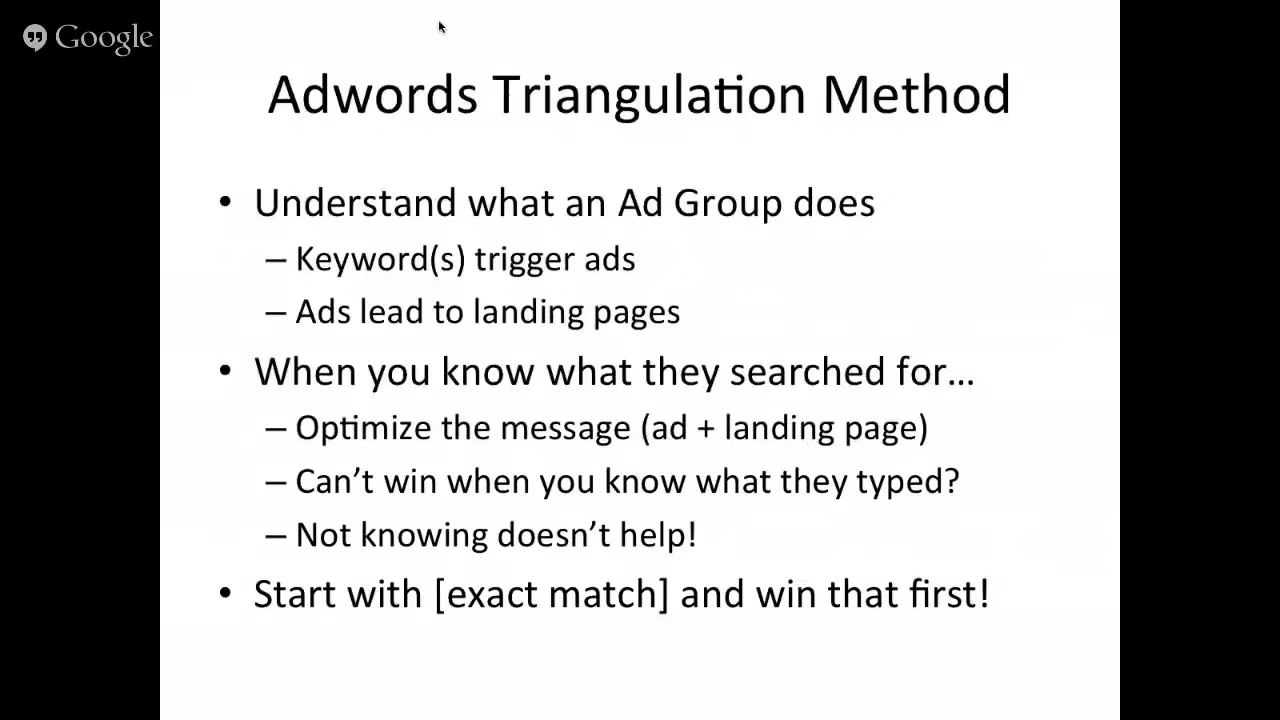 Google
Adwords Triangulation Method
• Understand what an Ad Group does
– Keyword(s) trigger ads
– Ads lead to landing pages
• When you know what they searched for…
– Optimize the message (ad + landing page)
– Can’t win when you know what they typed?
– Not knowing doesn’t help!
• Start with [exact match] and win that first!